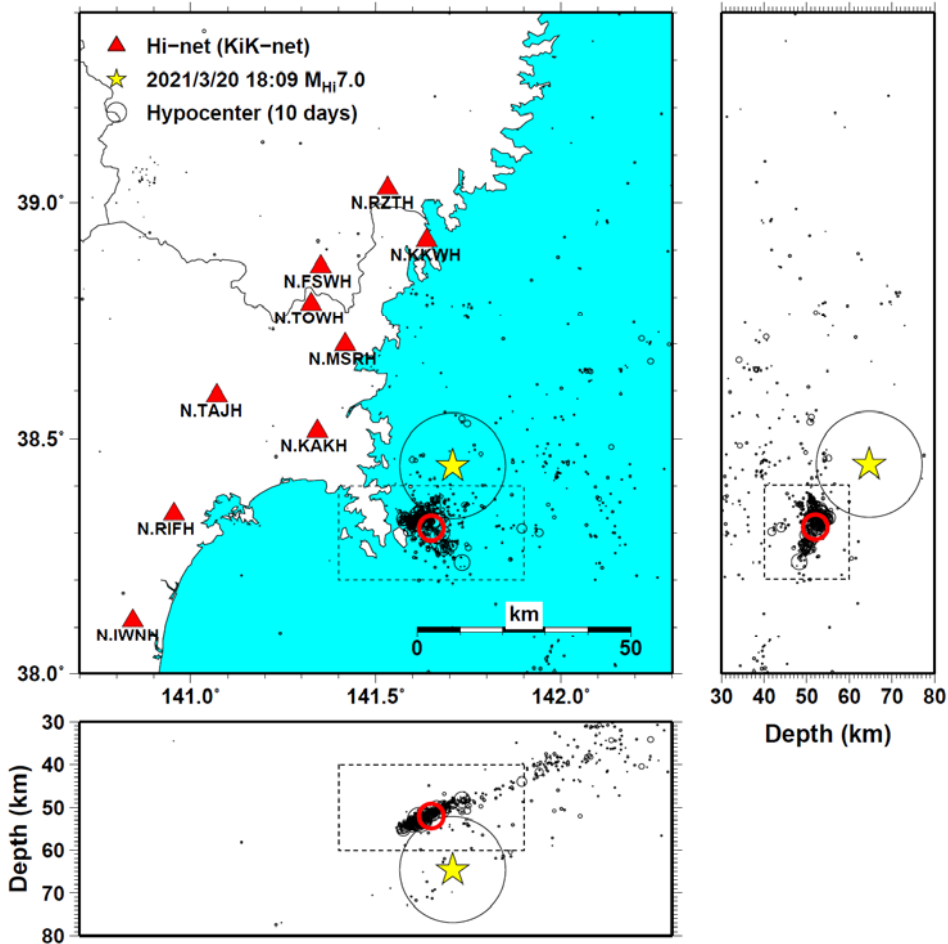 Hi−net (KiK−net)
2021/3/20 18:09 MHi7.0
Hypocenter (10 days)
39.0˚
N.RZTH
N.KKWH
N.FSWH
N.TOWH
N.MSRH
N.TAJH
38.5˚
N.KAKH
N.RIFH
N.IWNH
km
0 50
38.0˚
141.0˚ 141.5˚ 142.0˚
30 40 50 60 70 80
Depth (km)
30
40
50
60
70
80
Depth (km)